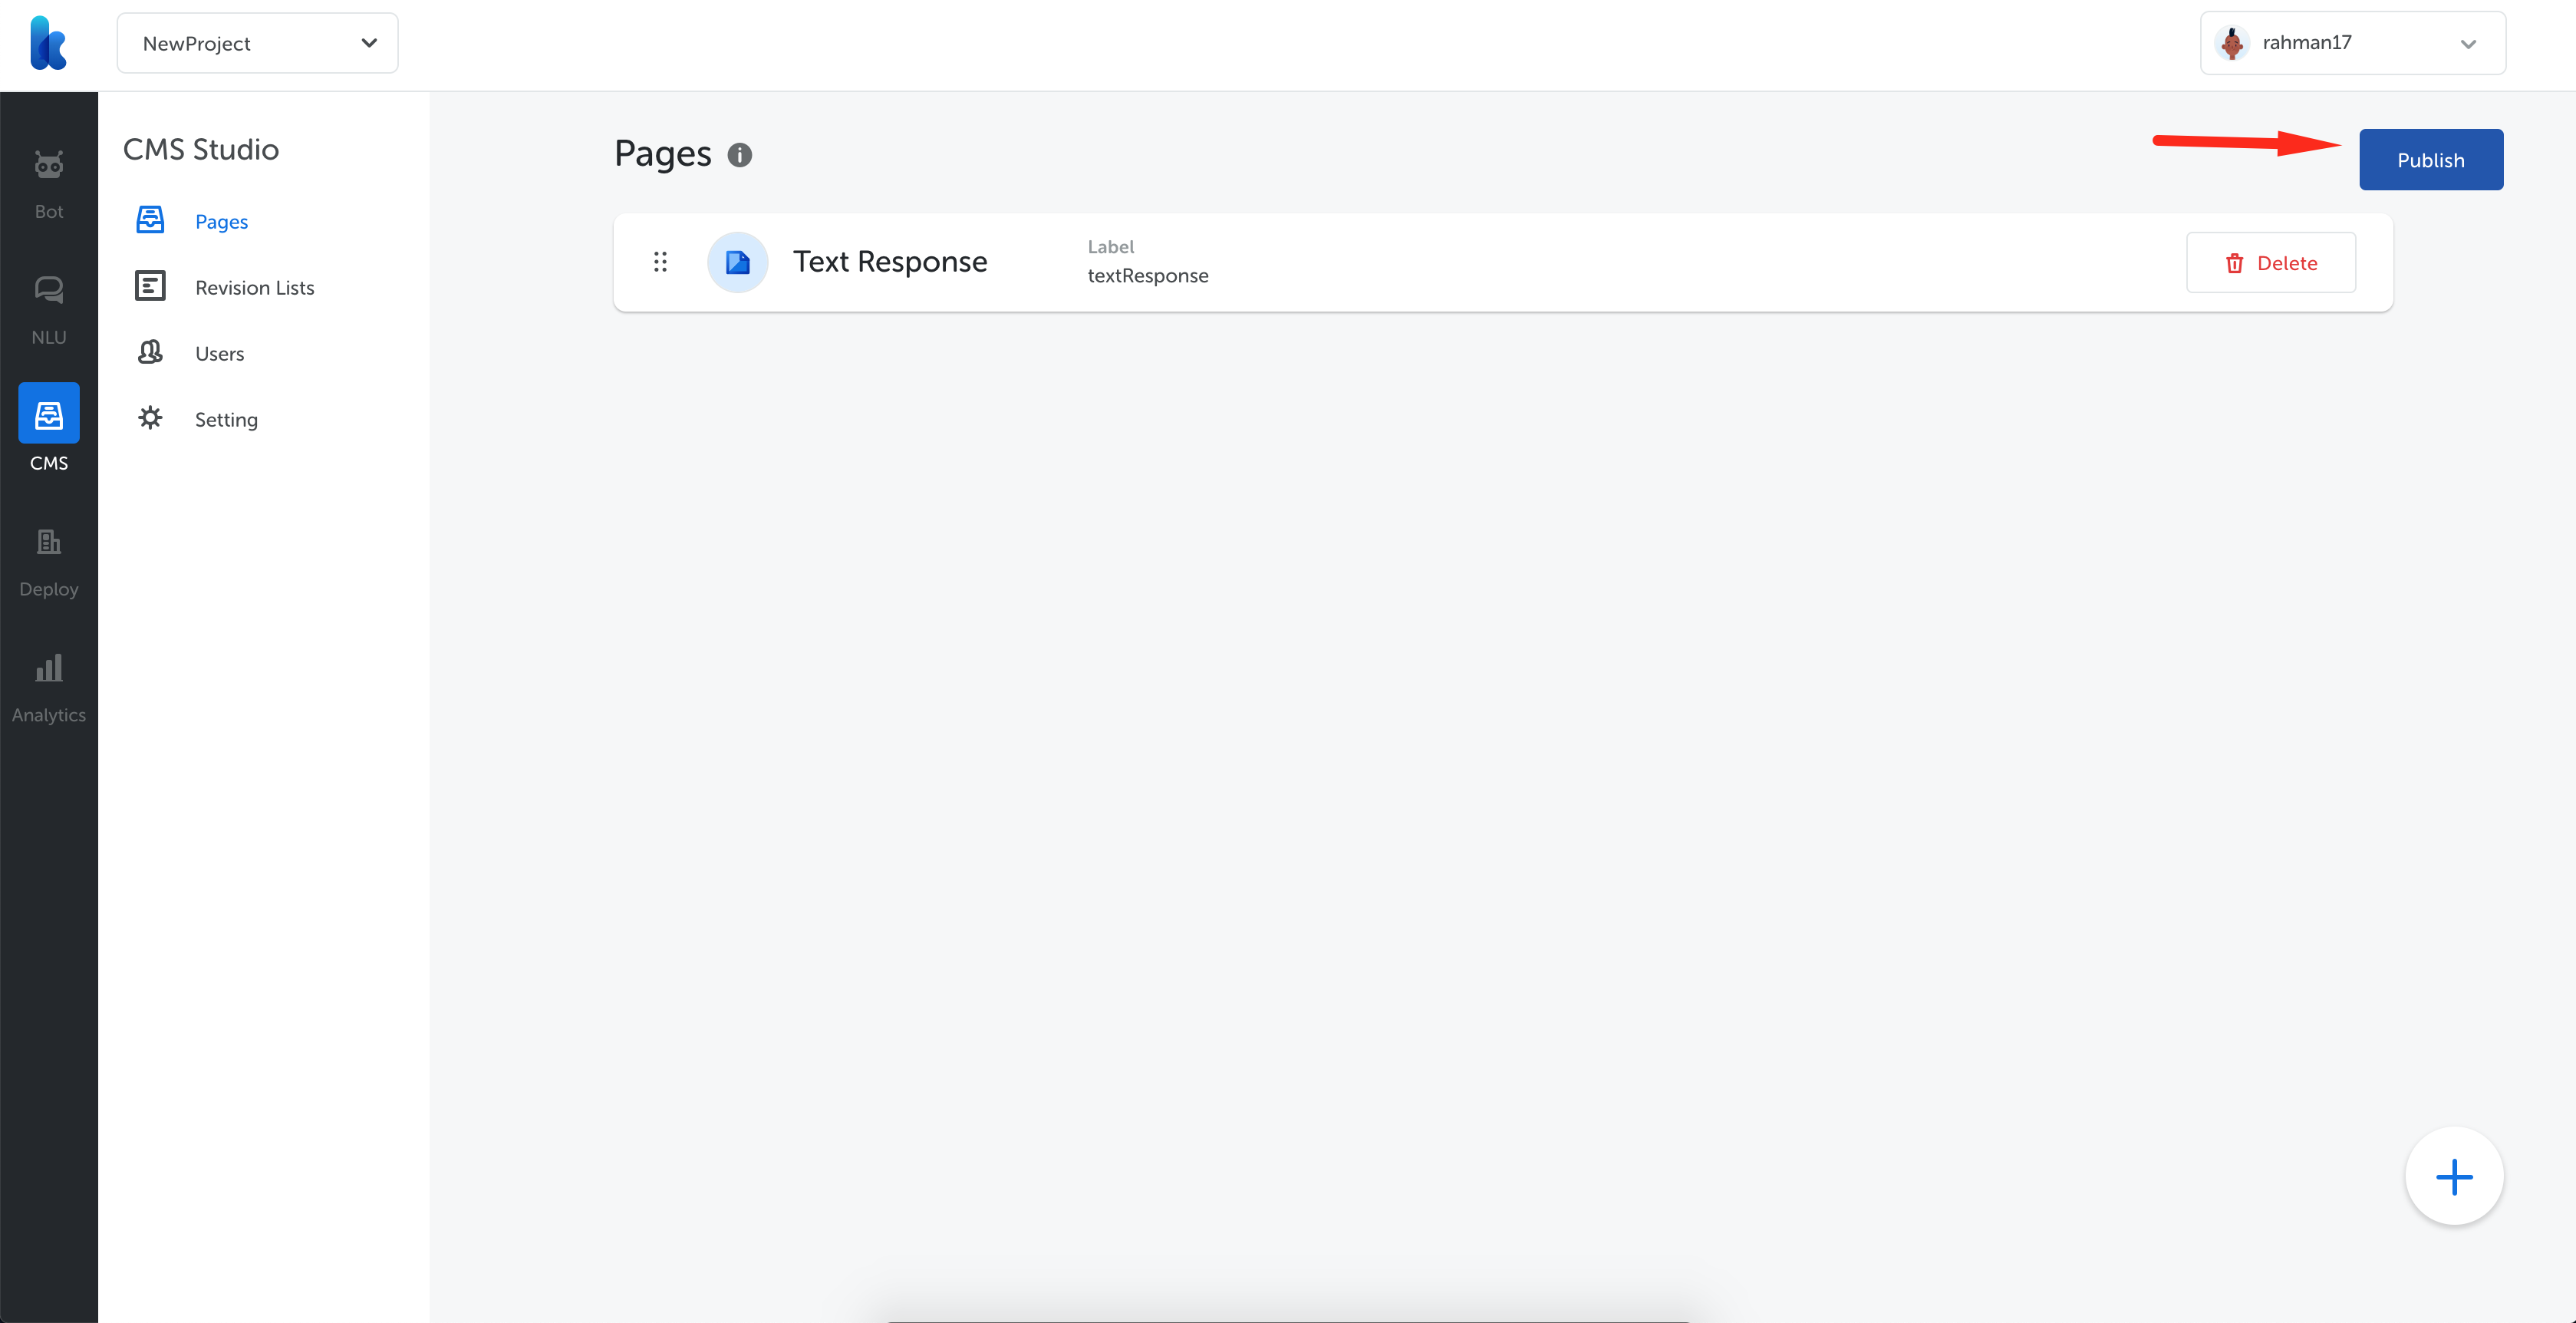 NewProject
rahman17
Bot
NLU
CMS
Deploy
Analytics
CMS Studio
Pages
Revision Lists
Users
Setting
Pages
Publish
Text Response
Label
textResponse
Delete